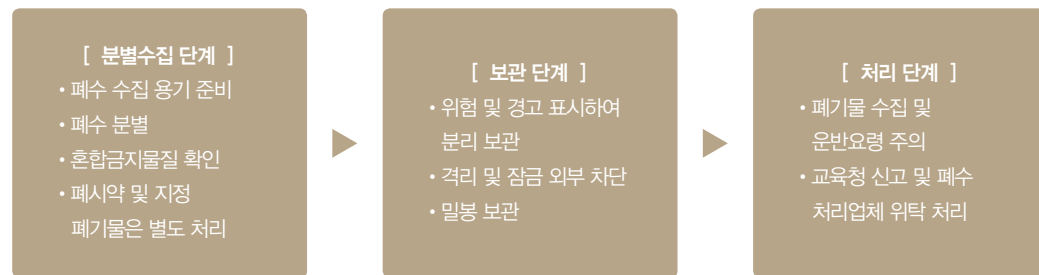 [ 분별수집 단계 ]
• 폐수 수집 용기 준비
• 폐수 분별
• 혼합금지물질 확인
• 폐시약 및 지정
폐기물은 별도 처리
[ 보관 단계 ]
• 위험 및 경고 표시하여
분리 보관
• 격리 및 잠금 외부 차단
• 밀봉 보관
[ 처리 단계 ]
• 폐기물 수집 및
운반요령 주의
• 교육청 신고 및 폐수
처리업체 위탁 처리